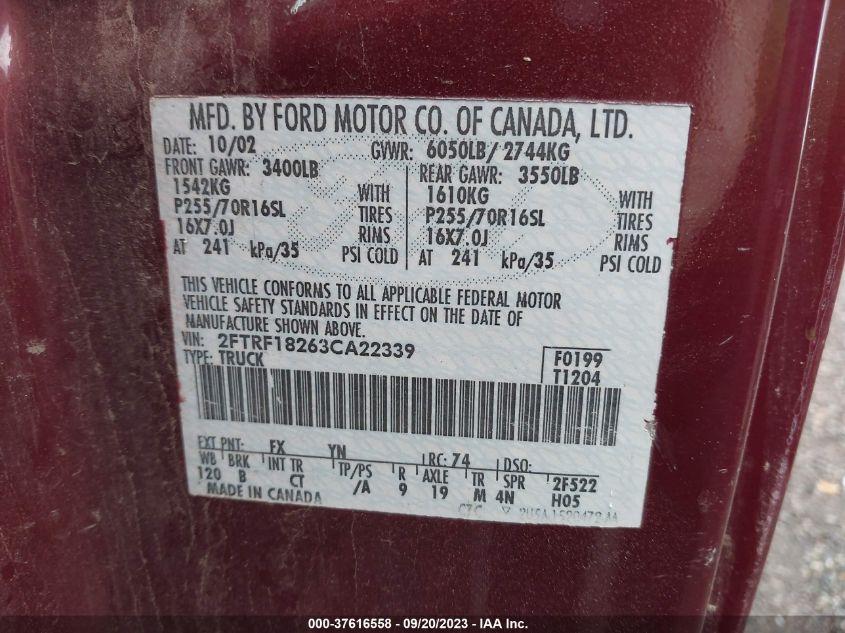 MFD. BY FORD MOTOR CO. OF CANADA, LTD.
DATE: 10/02 GVWR: 6050LB/2744KG
FRONT GAWR: 3400LB REAR GAWR: 3550LB
1542KG WITH 1610KG WITH
P255/70R16SL TIRES P255/70R16SL TIRES
16X7.0J RIMS 16X7.0J RIMS
AT 241 kPa/35 PSI COLD AT 241 kPa/35 PSI COLD
THIS VEHICLE CONFORMS TO ALL APPLICABLE FEDERAL MOTOR
VEHICLE SAFETY STANDARDS IN EFFECT ON THE DATE OF
MANUFACTURE SHOWN ABOVE.
VIN: 2FTRF18263CA22339 F0199
TYPE: TRUCK T1204
EXT PNT: FX YN RC: 74 DSO:
WB BRK INT TR TP/PS R AXLE TR SPR 2F522
120 B CT /A 9 19 M 4N H05
MADE IN CANADA
000-37616558 - 09/20/2023 - IAA Inc.